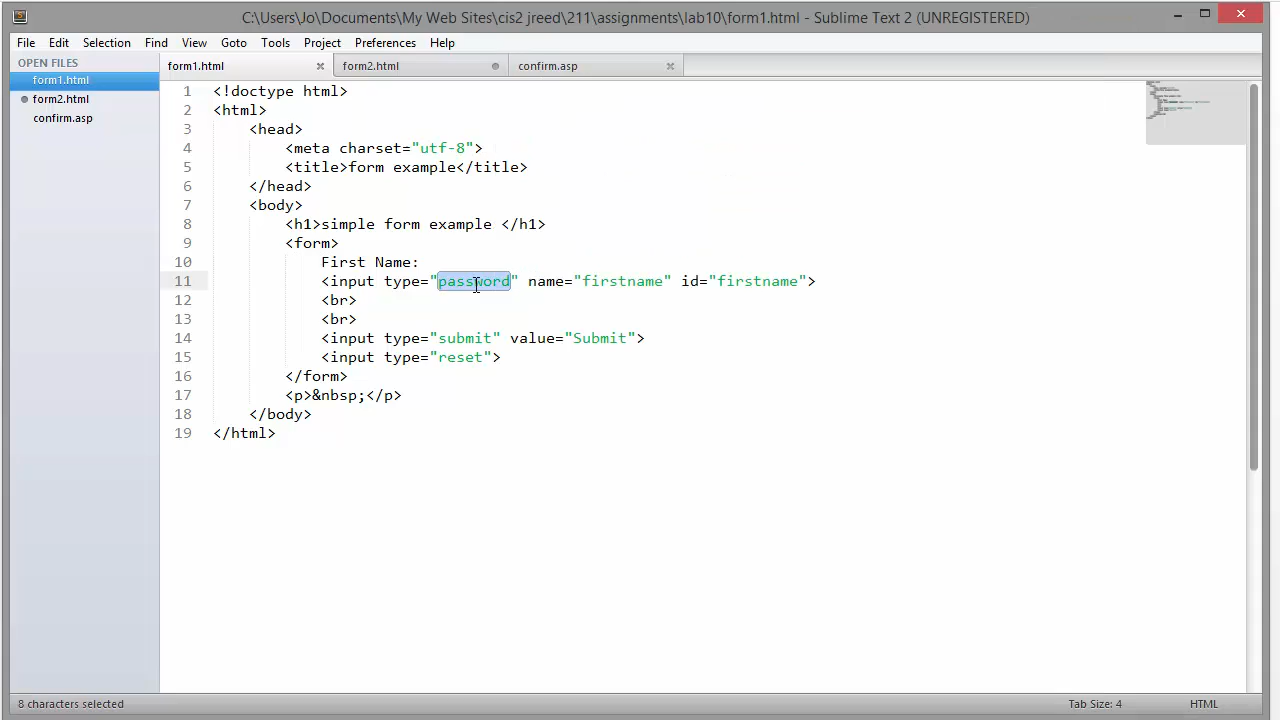 C:\Users\Jo\Documents\My Web Sites\cis2 jreed\211\assignments\lab10\form1.html - Sublime Text 2 (UNREGISTERED)
File Edit Selection Find View Goto Tools Project Preferences Help
OPEN FILES
form1.html
form2.html
confirm.asp
form1.html form2.html confirm.asp
1 <!doctype html>
2 <html>
3 <head>
4 <meta charset="utf-8">
5 <title>form example</title>
6 </head>
7 <body>
8 <h1>simple form example </h1>
9 <form>
10 First Name:
11 <input type="password" name="firstname" id="firstname">
12 <br>
13 <br>
14 <input type="submit" value="Submit">
15 <input type="reset">
16 </form>
17 <p>&nbsp;</p>
18 </body>
19 </html>
8 characters selected
Tab Size: 4
HTML